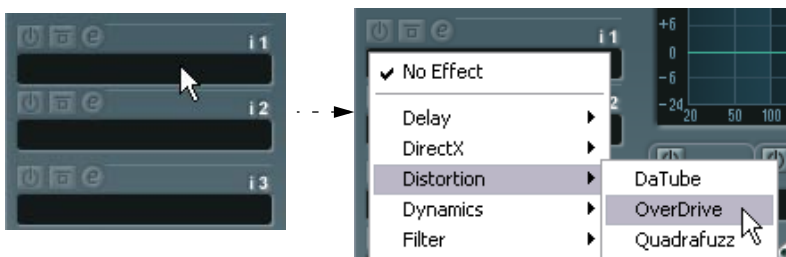 i 1
i 2
i 3
i 1
✓ No Effect
Delay
DirectX
Distortion
Dynamics
Filter
DaTube
OverDrive
Quadrafuzz
2
+6
0
-6
-24
20 50 100